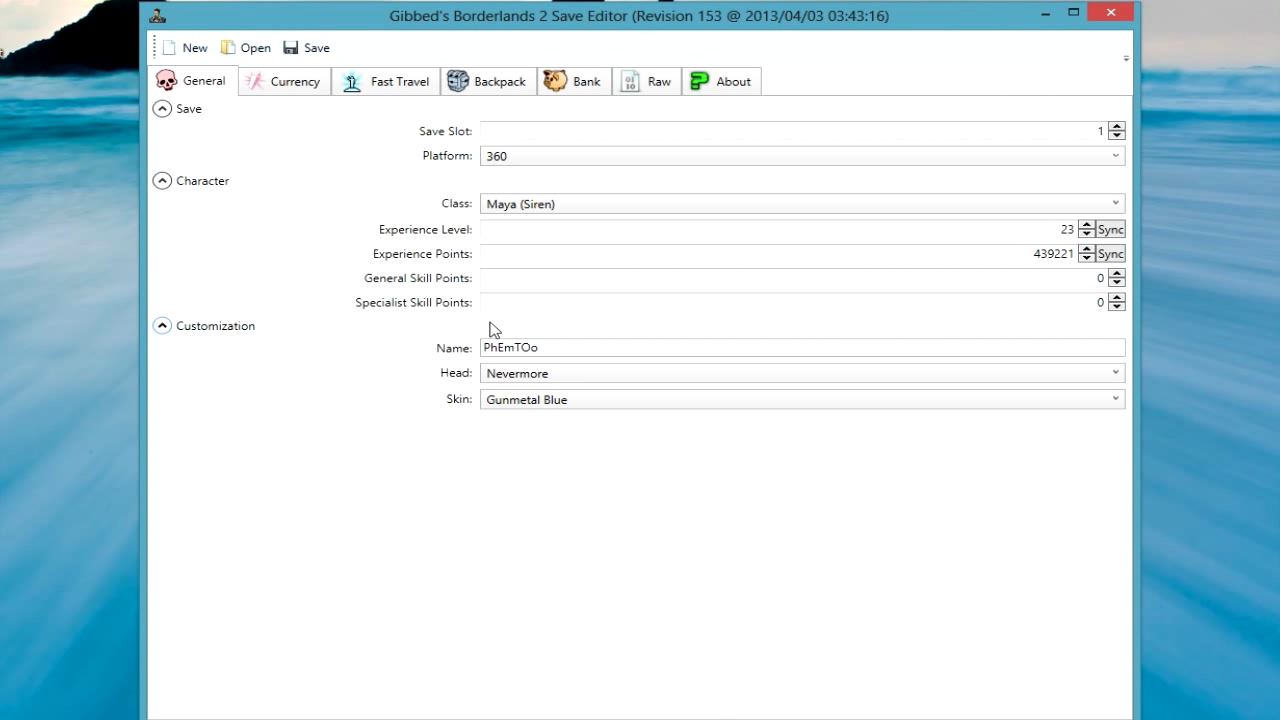 Gibbed's Borderlands 2 Save Editor (Revision 153 @ 2013/04/03 03:43:16)
New Open Save
General Currency Fast Travel Backpack Bank Raw About
Save
Save Slot: 1
Platform: 360
Character
Class: Maya (Siren)
Experience Level: 23 Sync
Experience Points: 439221 Sync
General Skill Points: 0
Specialist Skill Points: 0
Customization
Name: PhEmTOo
Head: Nevermore
Skin: Gunmetal Blue